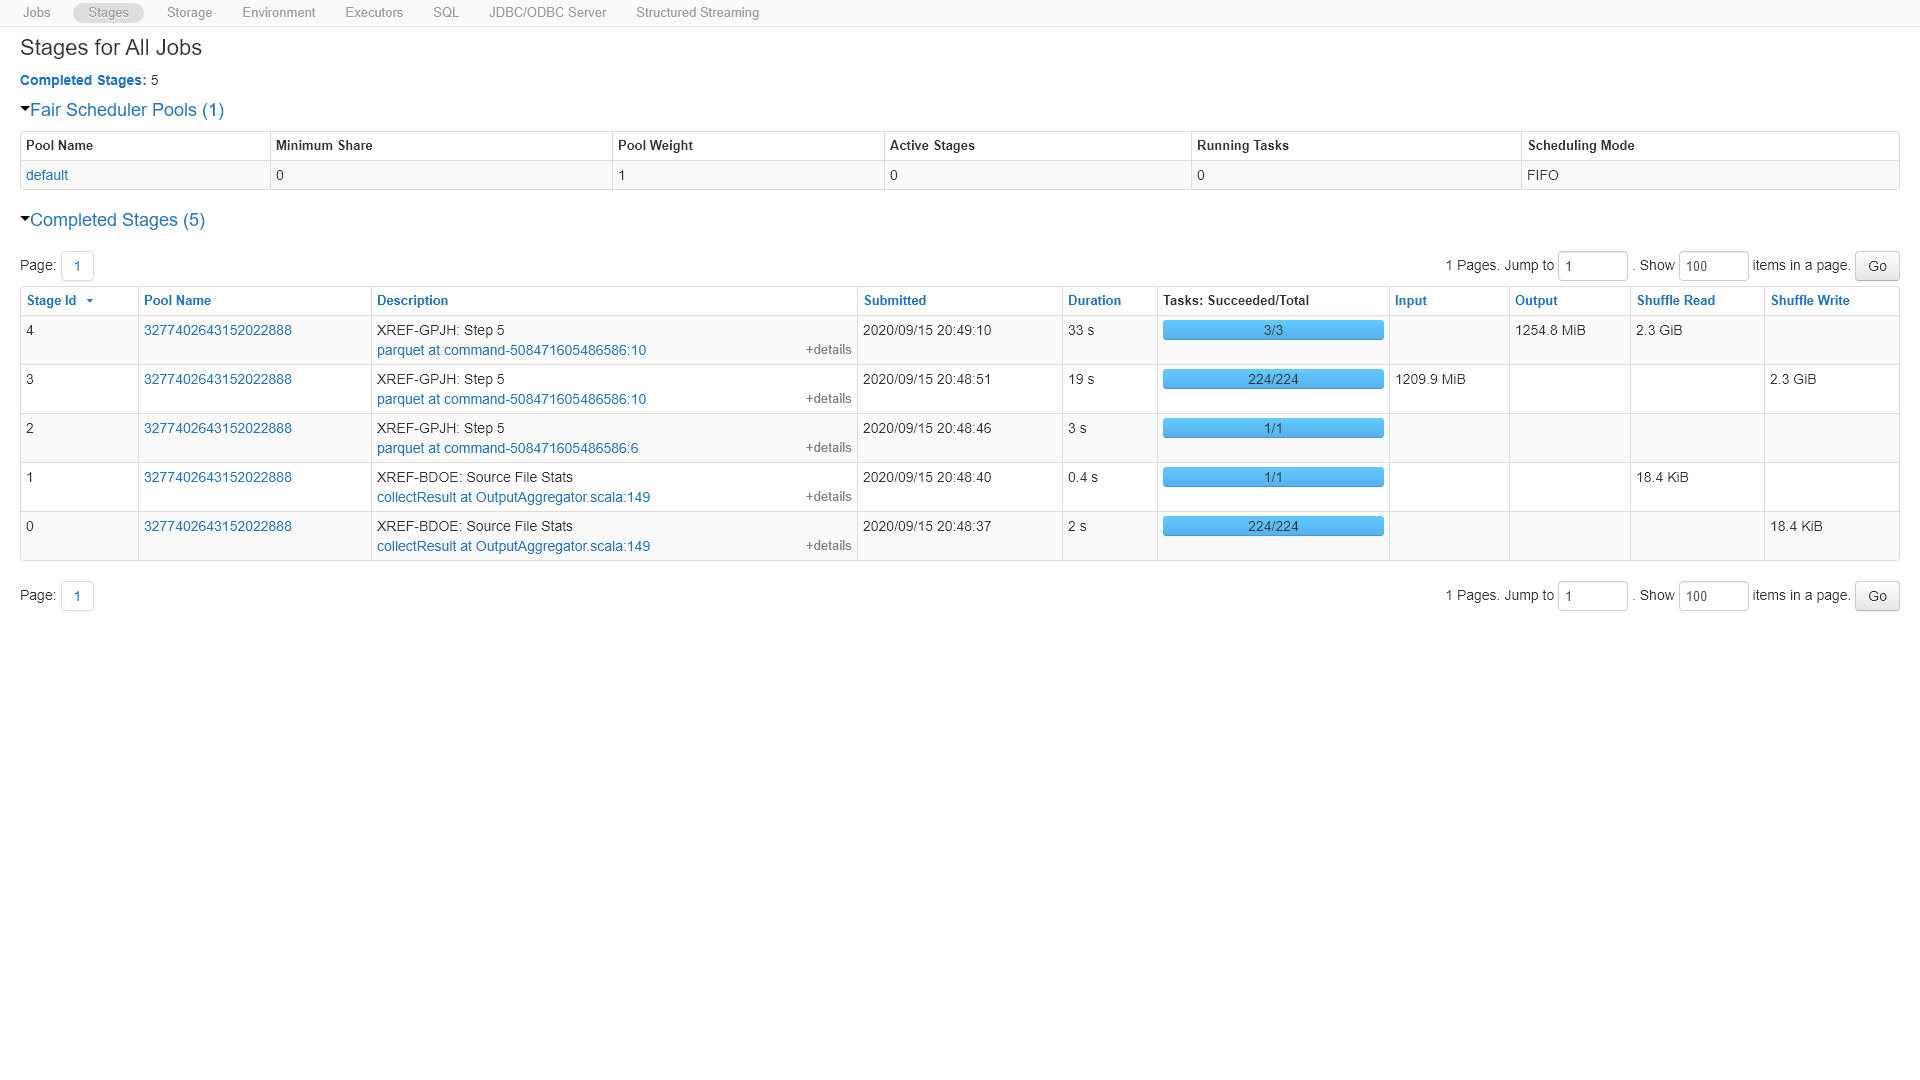 Jobs Stages Storage Environment Executors SQL JDBC/ODBC Server Structured Streaming
Stages for All Jobs
Completed Stages: 5
Fair Scheduler Pools (1)
Pool Name Minimum Share Pool Weight Active Stages Running Tasks Scheduling Mode
default 0 1 0 0 FIFO
Completed Stages (5)
Page: 1 1 Pages. Jump to 1 . Show 100 items in a page. Go
Stage Id Pool Name Description Submitted Duration Tasks: Succeeded/Total Input Output Shuffle Read Shuffle Write
4 3277402643152022888 XREF-GPJH: Step 5 2020/09/15 20:49:10 33 s 3/3 1254.8 MiB 2.3 GiB
parquet at command-508471605486586:10 +details
3 3277402643152022888 XREF-GPJH: Step 5 2020/09/15 20:48:51 19 s 224/224 1209.9 MiB 2.3 GiB
parquet at command-508471605486586:10 +details
2 3277402643152022888 XREF-GPJH: Step 5 2020/09/15 20:48:46 3 s 1/1
parquet at command-508471605486586:6 +details
1 3277402643152022888 XREF-BDOE: Source File Stats 2020/09/15 20:48:40 0.4 s 1/1 18.4 KiB
collectResult at OutputAggregator.scala:149 +details
0 3277402643152022888 XREF-BDOE: Source File Stats 2020/09/15 20:48:37 2 s 224/224 18.4 KiB
collectResult at OutputAggregator.scala:149 +details
Page: 1 1 Pages. Jump to 1 . Show 100 items in a page. Go